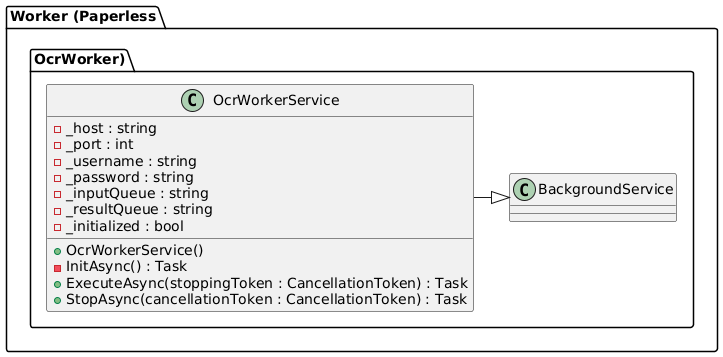 Worker (Paperless
OcrWorker)
C OcrWorkerService
_host : string
_port : int
_username : string
_password : string
_inputQueue : string
_resultQueue : string
_initialized : bool
OcrWorkerService()
InitAsync() : Task
ExecuteAsync(stoppingToken : CancellationToken) : Task
StopAsync(cancellationToken : CancellationToken) : Task
C BackgroundService